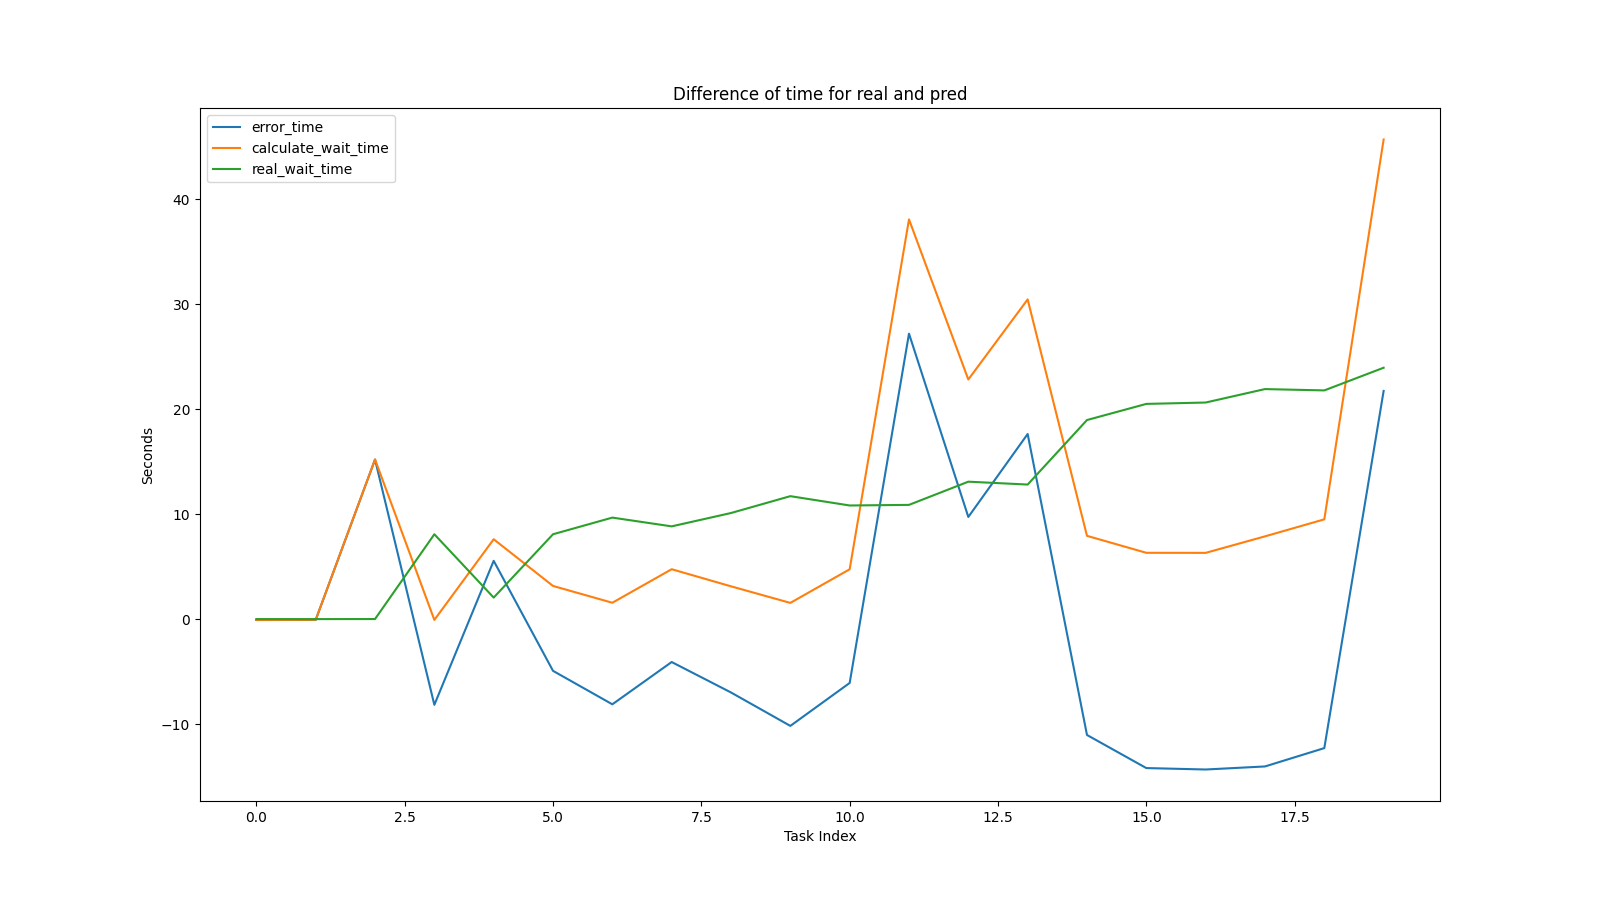 Difference of time for real and pred
error_time
calculate_wait_time
real_wait_time
40
30
20
10
0
−10
Seconds
0.0 2.5 5.0 7.5 10.0 12.5 15.0 17.5
Task Index